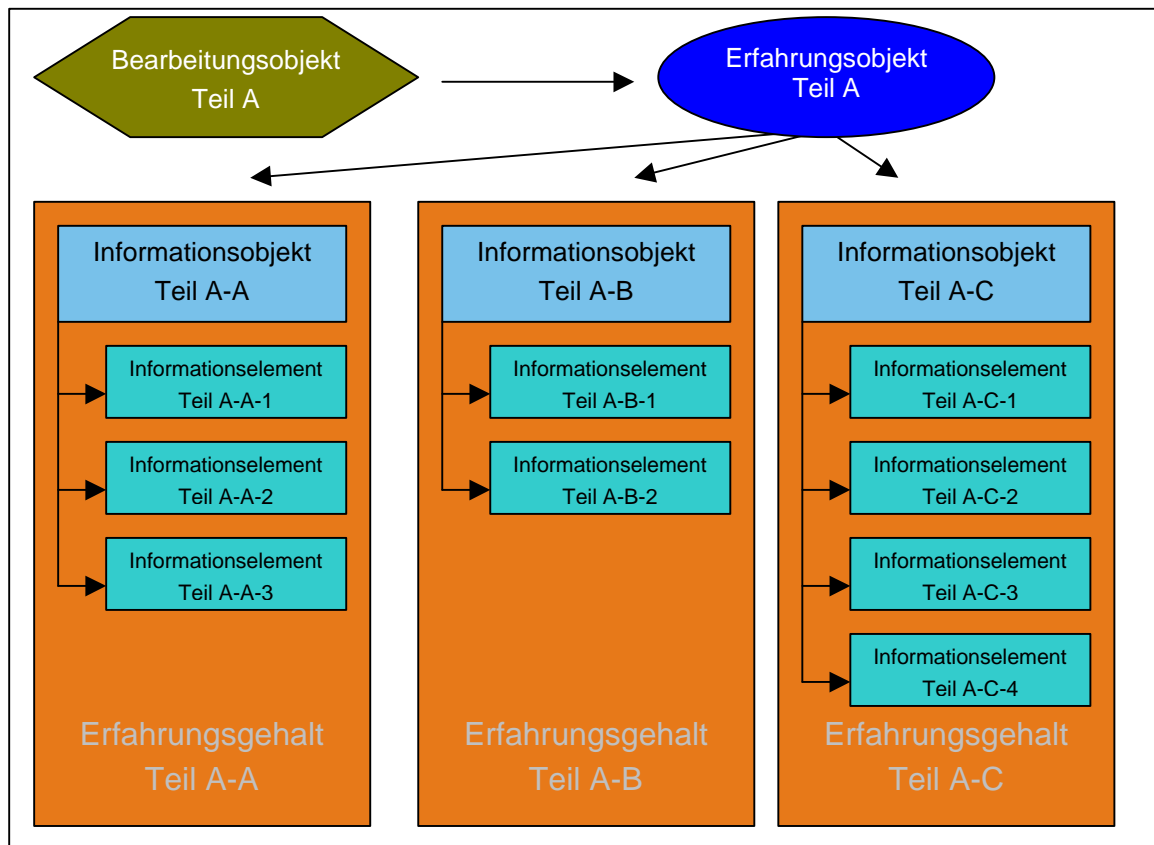 Bearbeitungsobjekt
Teil A
Erfahrungsobjekt
Teil A
Informationsobjekt
Teil A-A
Informationselement
Teil A-A-1
Informationselement
Teil A-A-2
Informationselement
Teil A-A-3
Erfahrungsgehalt
Teil A-A
Informationsobjekt
Teil A-B
Informationselement
Teil A-B-1
Informationselement
Teil A-B-2
Erfahrungsgehalt
Teil A-B
Informationsobjekt
Teil A-C
Informationselement
Teil A-C-1
Informationselement
Teil A-C-2
Informationselement
Teil A-C-3
Informationselement
Teil A-C-4
Erfahrungsgehalt
Teil A-C